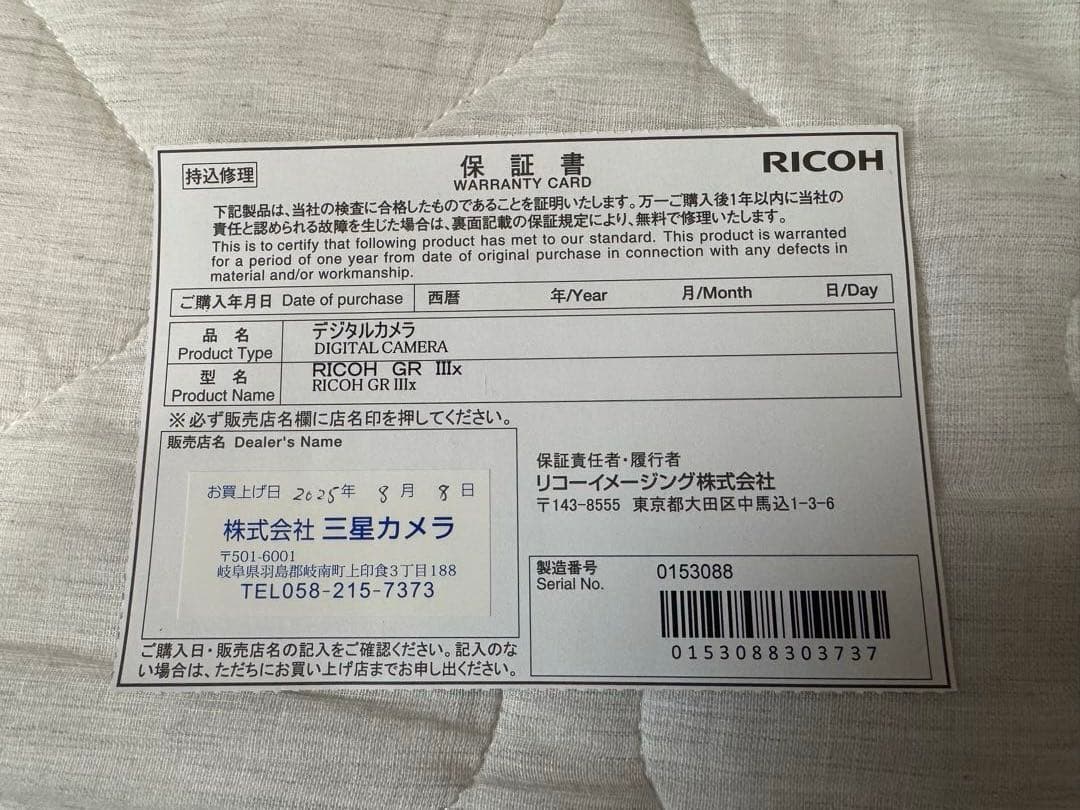 持込修理
保証書
WARRANTY CARD
RICOH
下記製品は、当社の検査に合格したものであることを証明いたします。万一ご購入後1年以内に当社の
責任と認められる故障を生じた場合は、裏面記載の保証規定により、無料で修理いたします。
This is to certify that following product has met to our standard. This product is warranted
for a period of one year from date of original purchase in connection with any defects in
material and/or workmanship.
ご購入年月日 Date of purchase 西暦 年/Year 月/Month 日/Day
品名 デジタルカメラ
Product Type DIGITAL CAMERA
型名 RICOH GR IIIx
Product Name RICOH GR IIIx
※必ず販売店名欄に店名印を押してください。
販売店名 Dealer's Name
お買上げ日 2025年 8月 8日
株式会社 三星カメラ
〒501-6001
岐阜県羽島郡岐南町上印食3丁目188
TEL058-215-7373
ご購入日・販売店名の記入をご確認ください。記入のな
い場合は、ただちにお買い上げ店までお申し出ください。
保証責任者・履行者
リコーイメージング株式会社
〒143-8555 東京都大田区中馬込1-3-6
製造番号 0153088
Serial No.
0153088303737